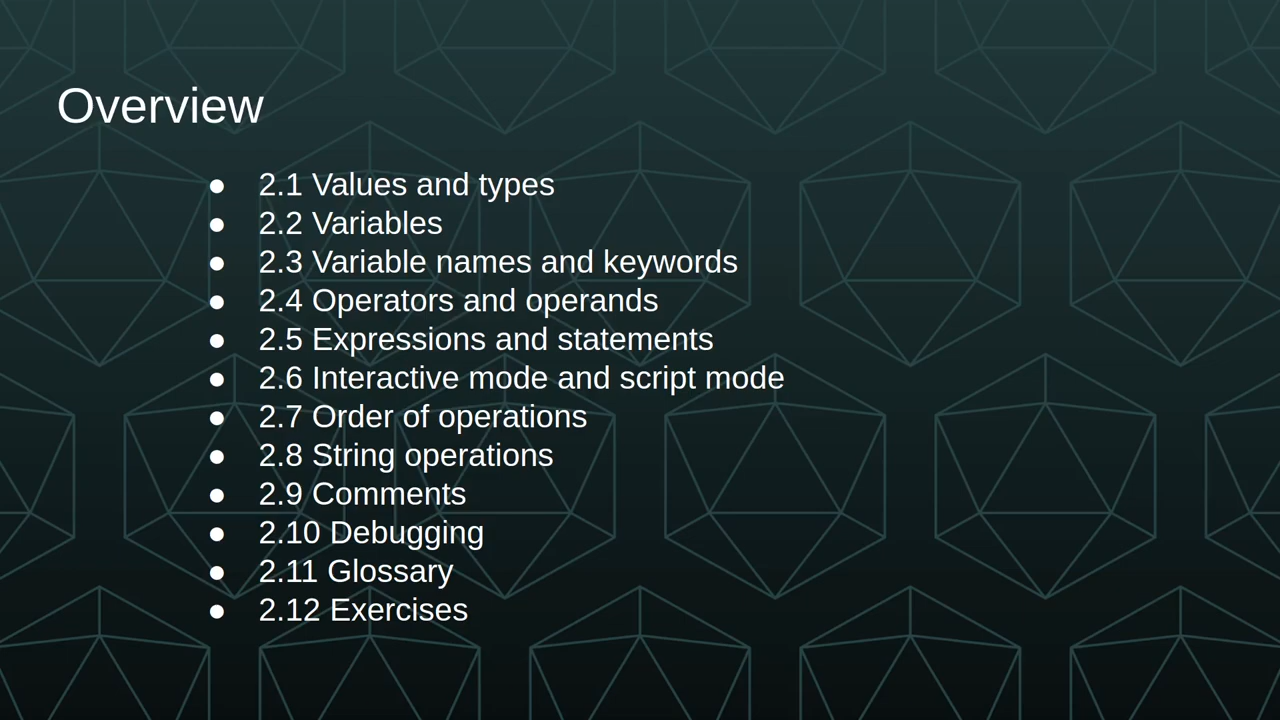 Overview
● 2.1 Values and types
● 2.2 Variables
● 2.3 Variable names and keywords
● 2.4 Operators and operands
● 2.5 Expressions and statements
● 2.6 Interactive mode and script mode
● 2.7 Order of operations
● 2.8 String operations
● 2.9 Comments
● 2.10 Debugging
● 2.11 Glossary
● 2.12 Exercises